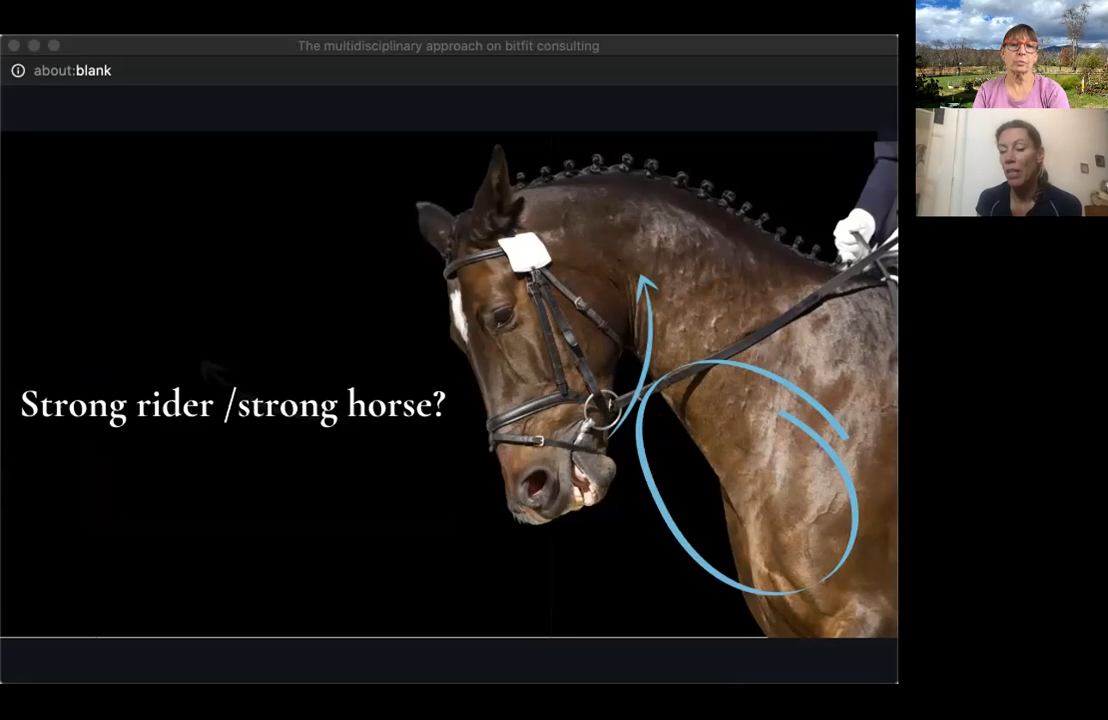 The multidisciplinary approach on bitfit consulting
about:blank
Strong rider /strong horse?